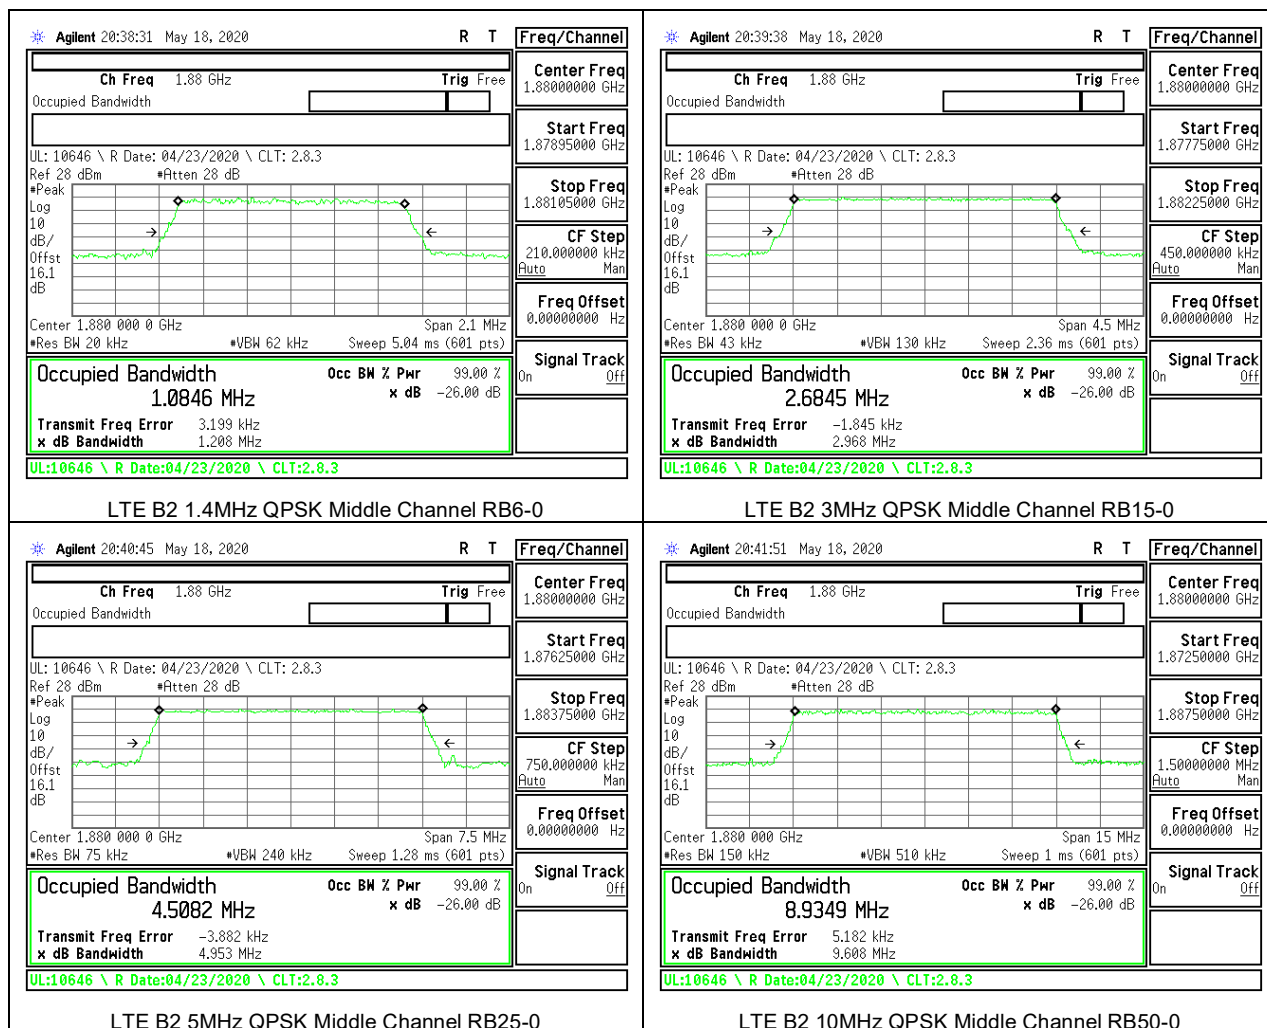 Agilent 20:38:31 May 18, 2020 R T Freq/Channel
Ch Freq 1.88 GHz Trig Free
Occupied Bandwidth
Center Freq
1.88000000 GHz
Start Freq
1.87895000 GHz
UL: 10646 \ R Date: 04/23/2020 \ CLT: 2.8.3
Ref 28 dBm #Atten 28 dB
#Peak
Log
10
dB/
Offst
16.1
dB
Stop Freq
1.88105000 GHz
CF Step
210.000000 kHz
Auto Man
Freq Offset
0.00000000 Hz
Center 1.880 000 0 GHz Span 2.1 MHz
#Res BW 20 kHz #VBW 62 kHz Sweep 5.04 ms (601 pts)
Signal Track
On Off
Occupied Bandwidth Occ BW % Pwr 99.00 %
1.0846 MHz x dB -26.00 dB
Transmit Freq Error 3.199 kHz
x dB Bandwidth 1.208 MHz
UL:10646 \ R Date:04/23/2020 \ CLT:2.8.3
LTE B2 1.4MHz QPSK Middle Channel RB6-0
Agilent 20:39:38 May 18, 2020 R T Freq/Channel
Ch Freq 1.88 GHz Trig Free
Occupied Bandwidth
Center Freq
1.88000000 GHz
Start Freq
1.87775000 GHz
UL: 10646 \ R Date: 04/23/2020 \ CLT: 2.8.3
Ref 28 dBm #Atten 28 dB
#Peak
Log
10
dB/
Offst
16.1
dB
Stop Freq
1.88225000 GHz
CF Step
450.000000 kHz
Auto Man
Freq Offset
0.00000000 Hz
Center 1.880 000 0 GHz Span 4.5 MHz
#Res BW 43 kHz #VBW 130 kHz Sweep 2.36 ms (601 pts)
Signal Track
On Off
Occupied Bandwidth Occ BW % Pwr 99.00 %
2.6845 MHz x dB -26.00 dB
Transmit Freq Error -1.845 kHz
x dB Bandwidth 2.968 MHz
UL:10646 \ R Date:04/23/2020 \ CLT:2.8.3
LTE B2 3MHz QPSK Middle Channel RB15-0
Agilent 20:40:45 May 18, 2020 R T Freq/Channel
Ch Freq 1.88 GHz Trig Free
Occupied Bandwidth
Center Freq
1.88000000 GHz
Start Freq
1.87625000 GHz
UL: 10646 \ R Date: 04/23/2020 \ CLT: 2.8.3
Ref 28 dBm #Atten 28 dB
#Peak
Log
10
dB/
Offst
16.1
dB
Stop Freq
1.88375000 GHz
CF Step
750.000000 kHz
Auto Man
Freq Offset
0.00000000 Hz
Center 1.880 000 0 GHz Span 7.5 MHz
#Res BW 75 kHz #VBW 240 kHz Sweep 1.28 ms (601 pts)
Signal Track
On Off
Occupied Bandwidth Occ BW % Pwr 99.00 %
4.5082 MHz x dB -26.00 dB
Transmit Freq Error -3.882 kHz
x dB Bandwidth 4.953 MHz
UL:10646 \ R Date:04/23/2020 \ CLT:2.8.3
LTE B2 5MHz QPSK Middle Channel RB25-0
Agilent 20:41:51 May 18, 2020 R T Freq/Channel
Ch Freq 1.88 GHz Trig Free
Occupied Bandwidth
Center Freq
1.88000000 GHz
Start Freq
1.87250000 GHz
UL: 10646 \ R Date: 04/23/2020 \ CLT: 2.8.3
Ref 28 dBm #Atten 28 dB
#Peak
Log
10
dB/
Offst
16.1
dB
Stop Freq
1.88750000 GHz
CF Step
1.50000000 MHz
Auto Man
Freq Offset
0.00000000 Hz
Center 1.880 000 GHz Span 15 MHz
#Res BW 150 kHz #VBW 510 kHz Sweep 1 ms (601 pts)
Signal Track
On Off
Occupied Bandwidth Occ BW % Pwr 99.00 %
8.9349 MHz x dB -26.00 dB
Transmit Freq Error 5.182 kHz
x dB Bandwidth 9.608 MHz
UL:10646 \ R Date:04/23/2020 \ CLT:2.8.3
LTE B2 10MHz QPSK Middle Channel RB50-0